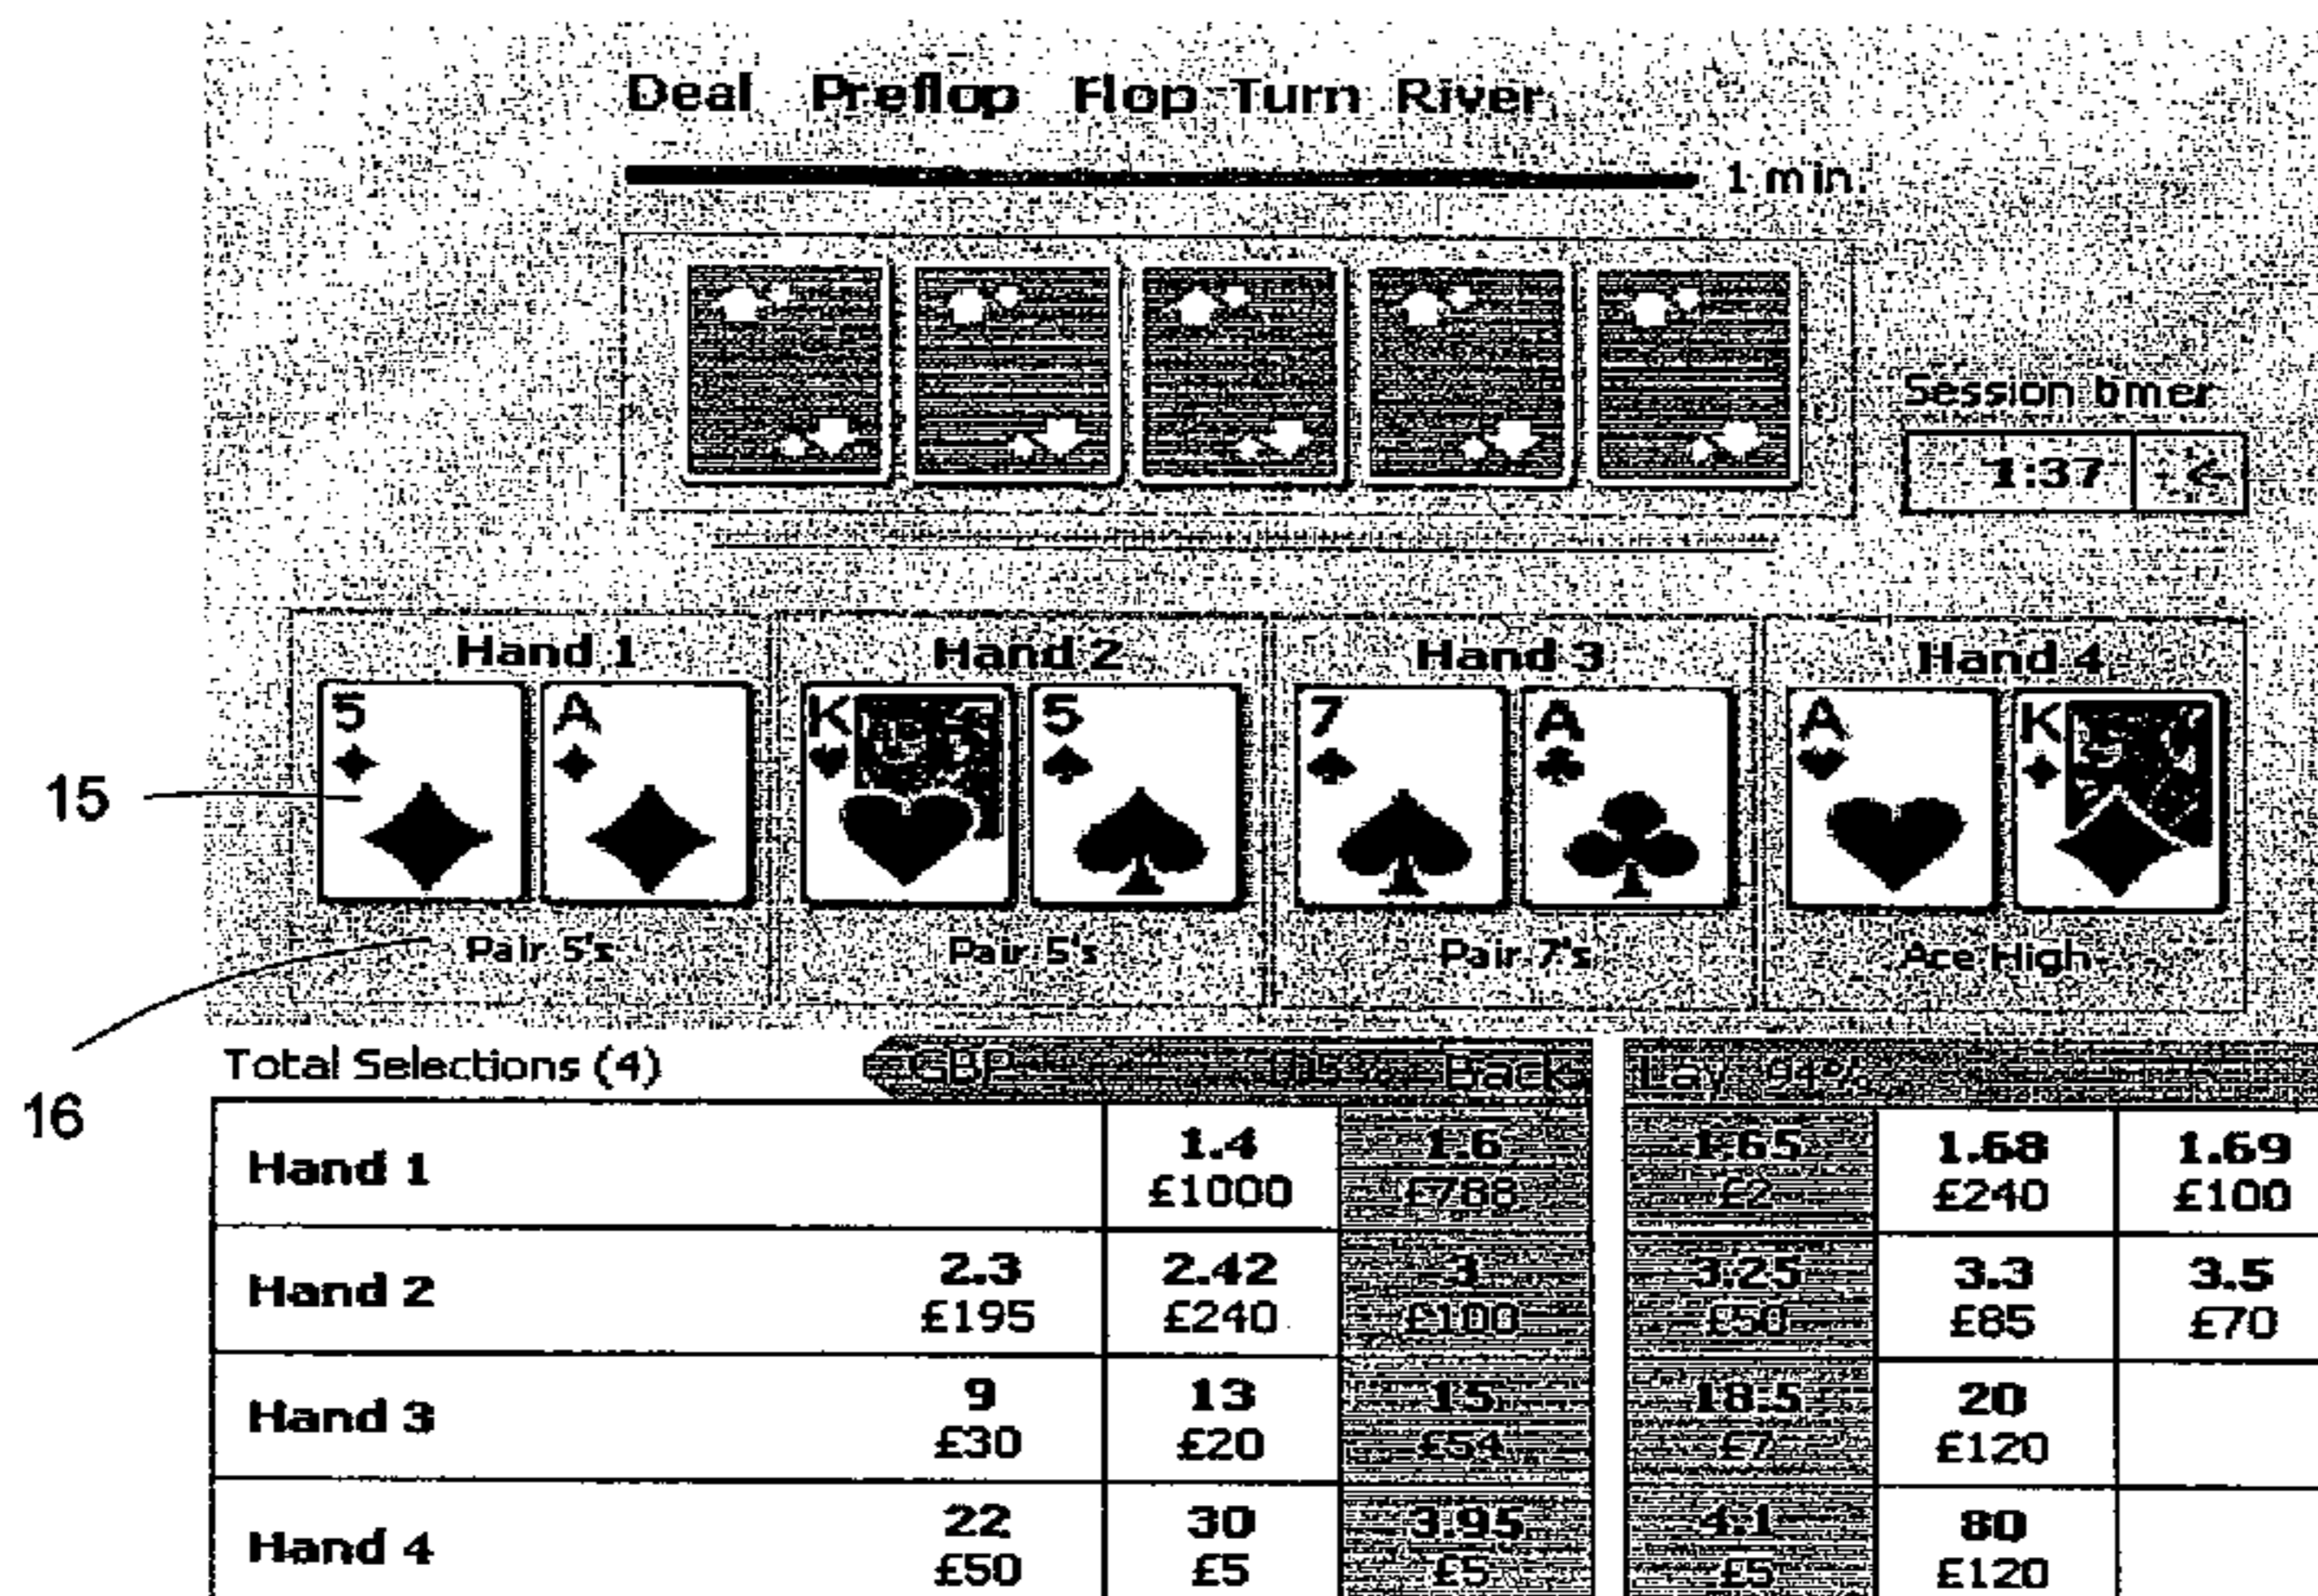 Deal Preflop Flop Turn River
1 min.
Session bmer
1:37 <-
Hand 1 Hand 2 Hand 3 Hand 4
5 A K 5 7 A A K
15
Pair 5's Pair 5's Pair 7's Ace High
16
Total Selections (4) GBP Back Lay 94%
Hand 1 1.4 1.6 1.65 1.68 1.69
£1000 £788 £2 £240 £100
Hand 2 2.3 2.42 3 3.25 3.3 3.5
£195 £240 £100 £50 £85 £70
Hand 3 9 13 15 18.5 20
£30 £20 £54 £7 £120
Hand 4 22 30 3.95 4.1 80
£50 £5 £5 £5 £120